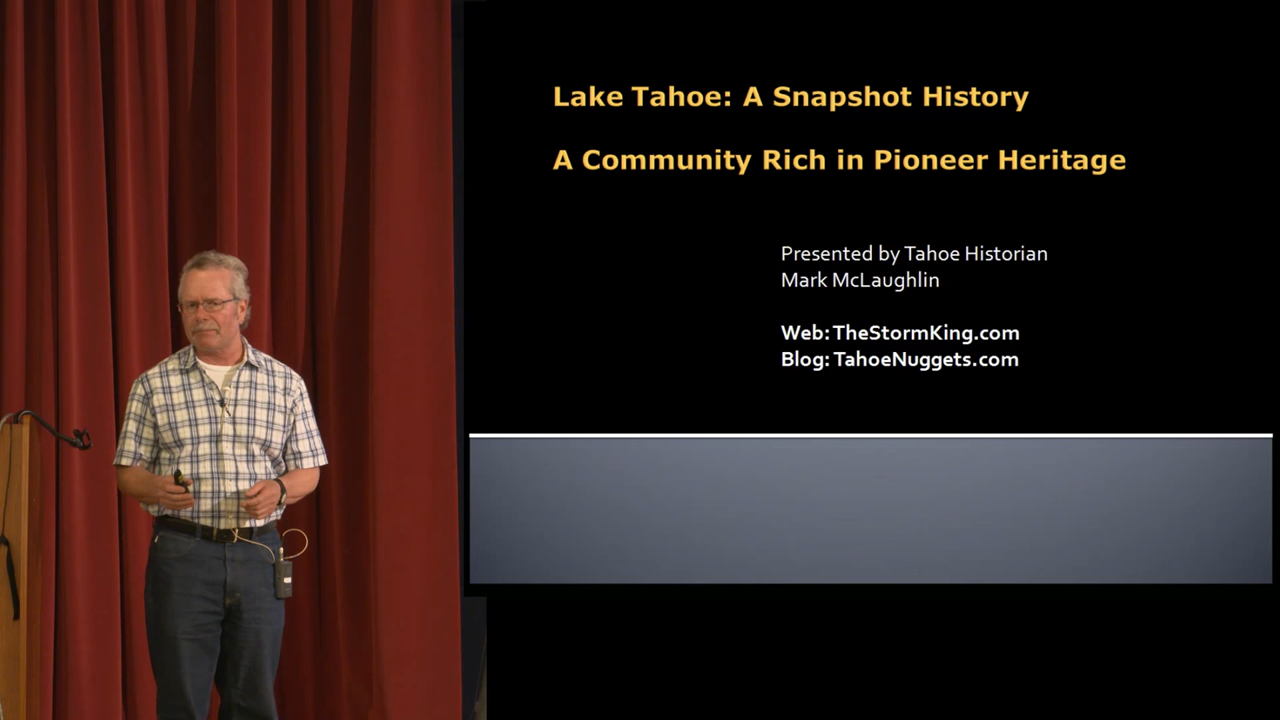 Lake Tahoe: A Snapshot History
A Community Rich in Pioneer Heritage
Presented by Tahoe Historian
Mark McLaughlin
Web: TheStormKing.com
Blog: TahoeNuggets.com